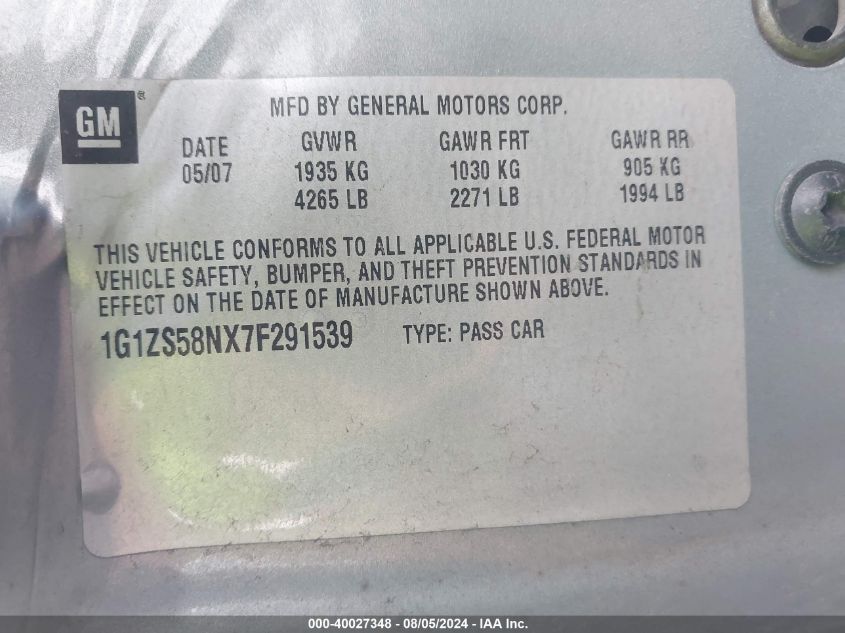 GM
MFD BY GENERAL MOTORS CORP.
DATE GVWR GAWR FRT GAWR RR
05/07 1935 KG 1030 KG 905 KG
4265 LB 2271 LB 1994 LB
THIS VEHICLE CONFORMS TO ALL APPLICABLE U.S. FEDERAL MOTOR
VEHICLE SAFETY, BUMPER, AND THEFT PREVENTION STANDARDS IN
EFFECT ON THE DATE OF MANUFACTURE SHOWN ABOVE.
1G1ZS58NX7F291539 TYPE: PASS CAR
000-40027348 - 08/05/2024 - IAA Inc.